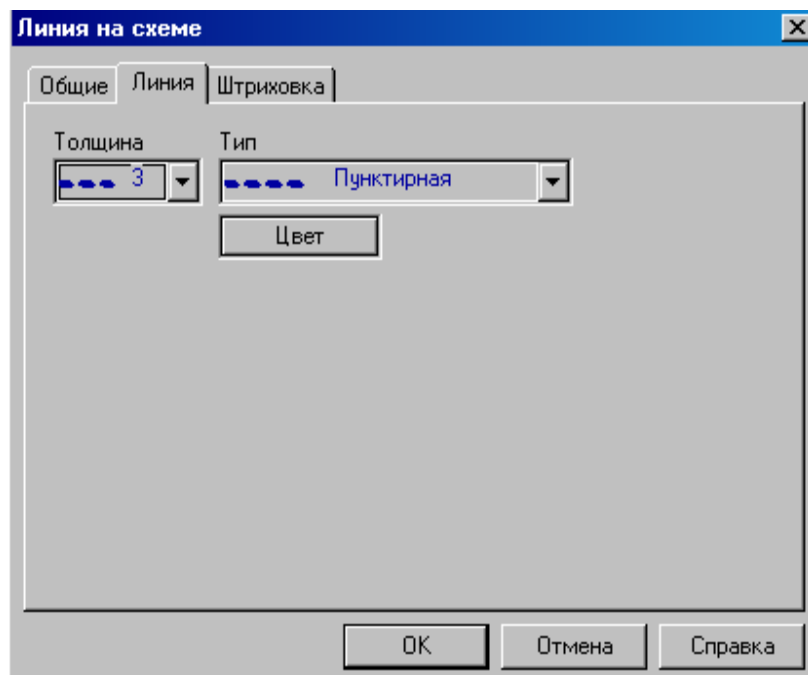 Линия на схеме
Общие Линия Штриховка
Толщина Тип
3 Пунктирная
Цвет
OK Отмена Справка